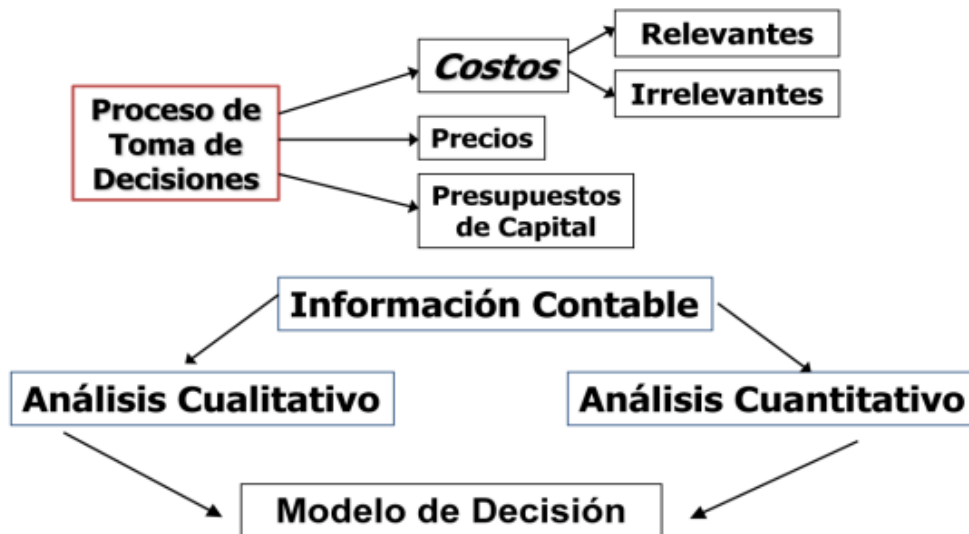 Relevantes
Costos
Irrelevantes
Proceso de
Toma de
Decisiones
Precios
Presupuestos
de Capital
Información Contable
Análisis Cualitativo
Análisis Cuantitativo
Modelo de Decisión